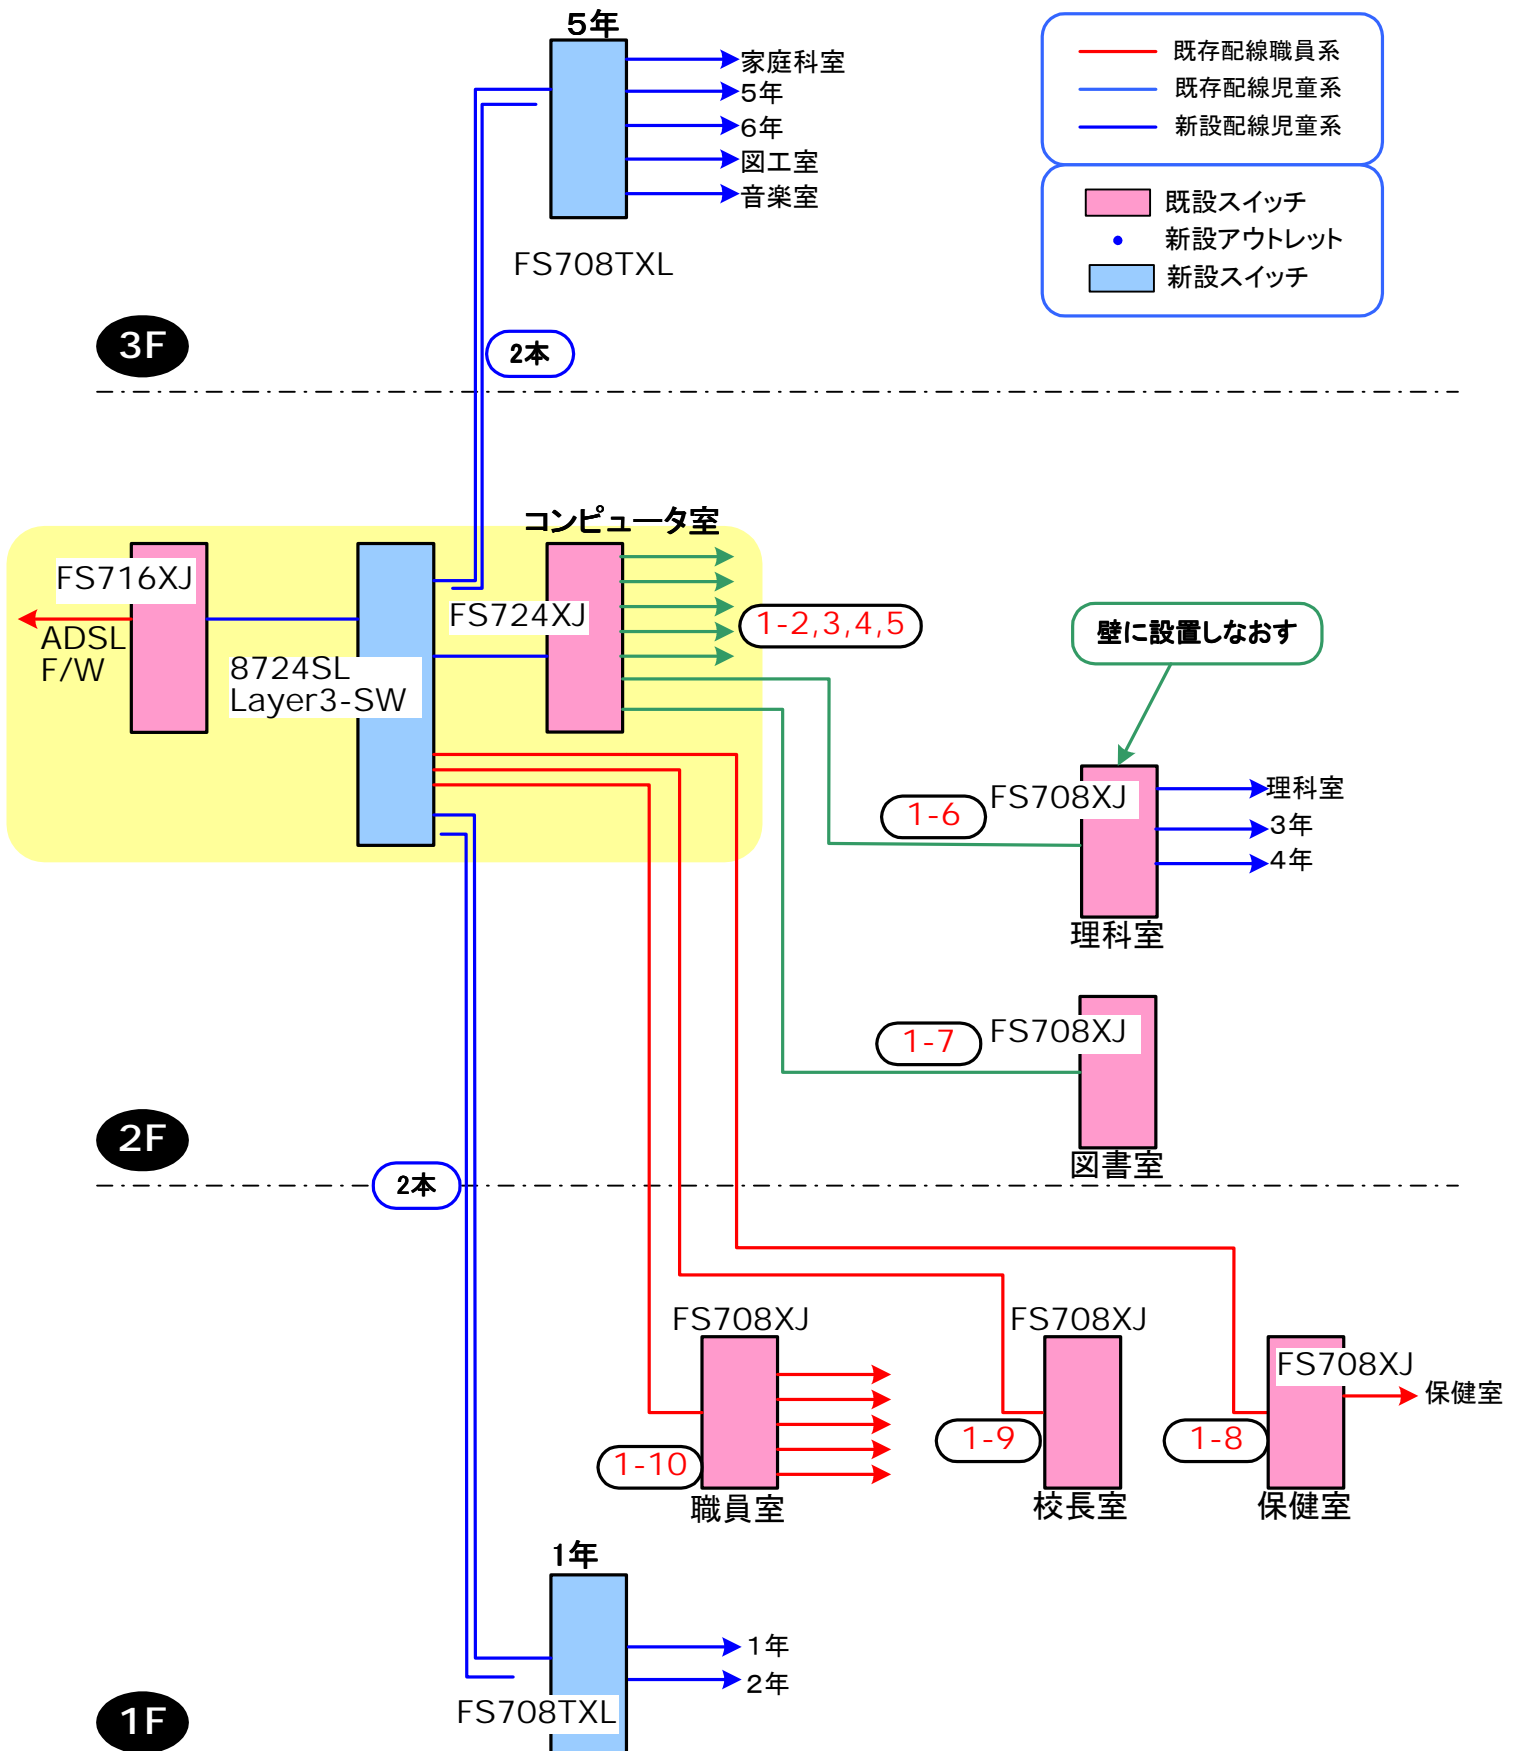 5年
家庭科室
5年
6年
図工室
音楽室
FS708TXL
既存配線職員系
既存配線児童系
新設配線児童系
既設スイッチ
新設アウトレット
新設スイッチ
3F
2本
コンピュータ室
FS716XJ
ADSL
F/W
8724SL
Layer3-SW
FS724XJ
1-2,3,4,5
壁に設置しなおす
1-6
FS708XJ
理科室
3年
4年
理科室
1-7
FS708XJ
図書室
2F
2本
FS708XJ
1-10
職員室
FS708XJ
1-9
校長室
FS708XJ
保健室
1-8
保健室
1年
1年
2年
FS708TXL
1F